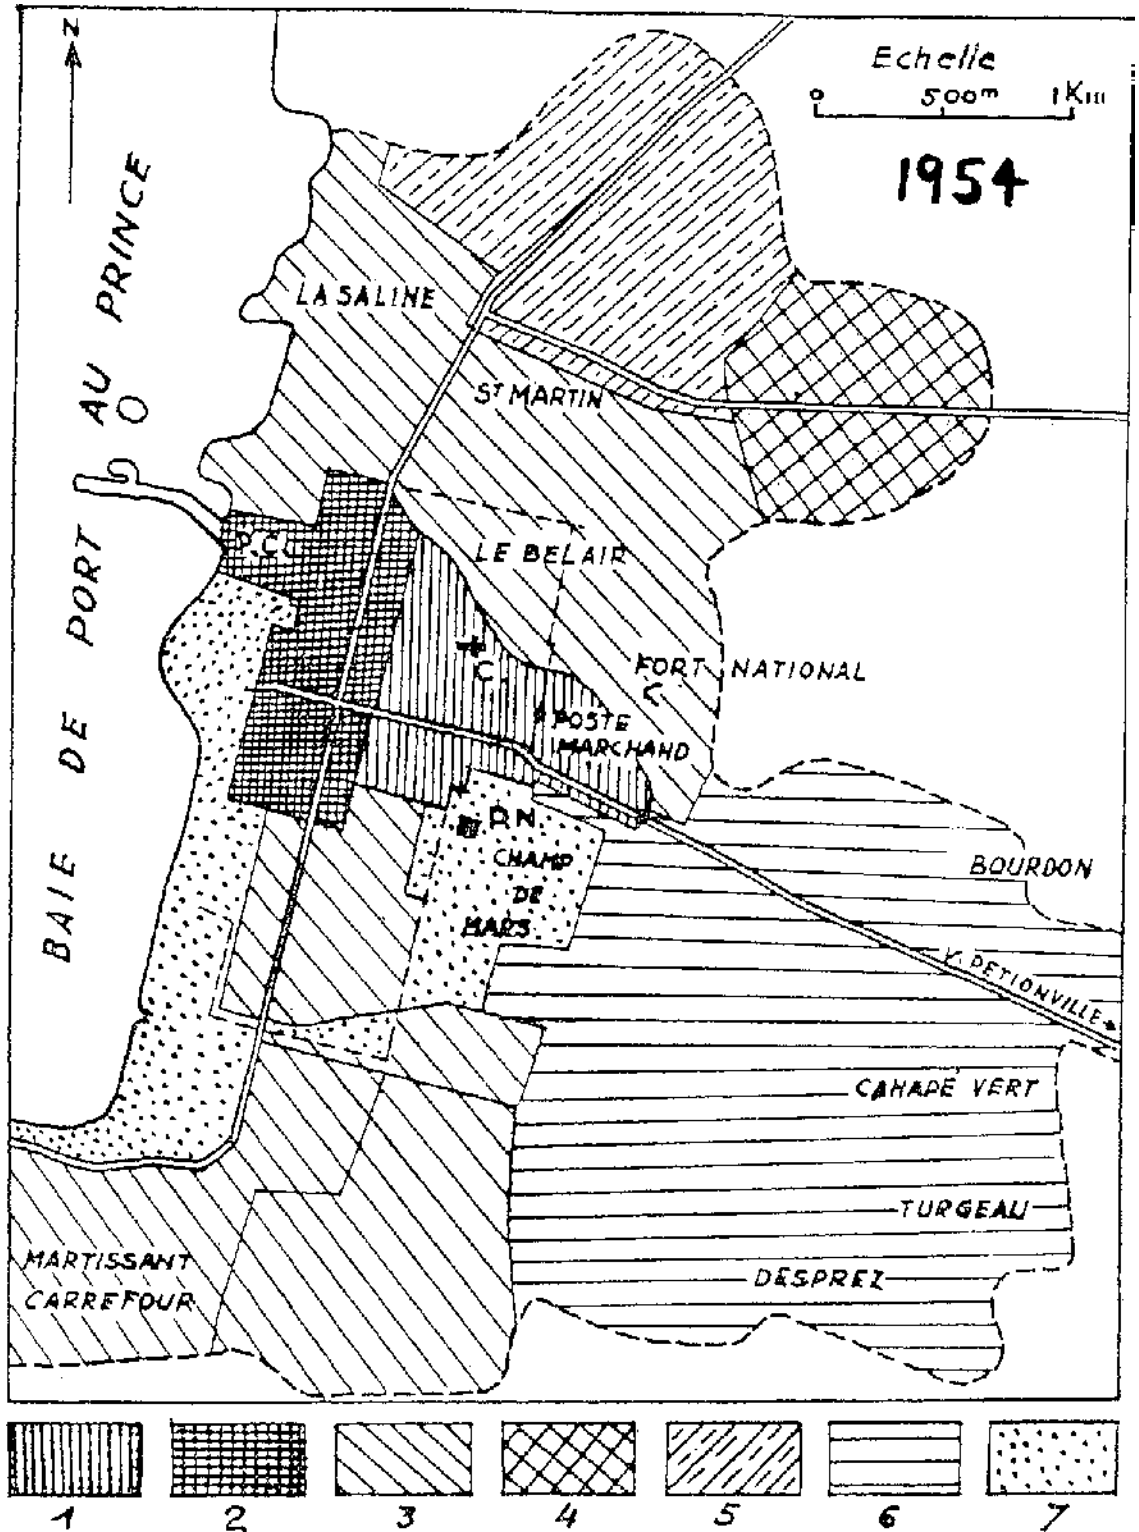 N
Echelle
0 500m 1Km
1954
BAIE DE PORT AU PRINCE
LA SALINE
ST MARTIN
P.C.
LE BELAIR
C
FORT NATIONAL
POSTE
MARCHAND
P.N
CHAMP
DE
MARS
BOURDON
V. PETIONVILLE
CAHAPÉ VERT
TURGEAU
DESPREZ
MARTISSANT
CARREFOUR
1 2 3 4 5 6 7